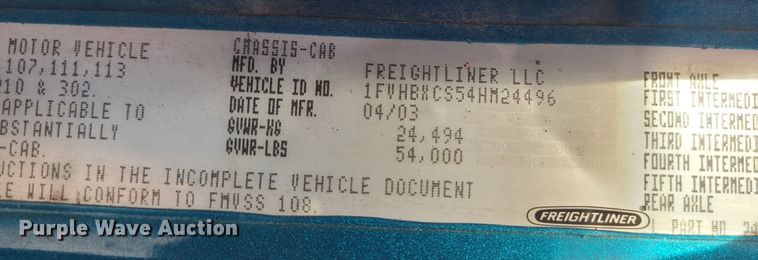 MOTOR VEHICLE
107,111,113
10 & 302.
APPLICABLE TO
BSTANTIALLY
-CAB.
CHASSIS-CAB
MFD. BY FREIGHTLINER LLC
VEHICLE ID NO. 1FVHBXCS54HM24496
DATE OF MFR. 04/03
GVWR-KG 24,494
GVWR-LBS 54,000
UCTIONS IN THE INCOMPLETE VEHICLE DOCUMENT
LE WILL CONFORM TO FMVSS 108.
FRONT AXLE
FIRST INTERMEDI
SECOND INTERMED
THIRD INTERMEDI
FOURTH INTERMED
FIFTH INTERMEDI
REAR AXLE
FREIGHTLINER
PART NO
Purple Wave Auction